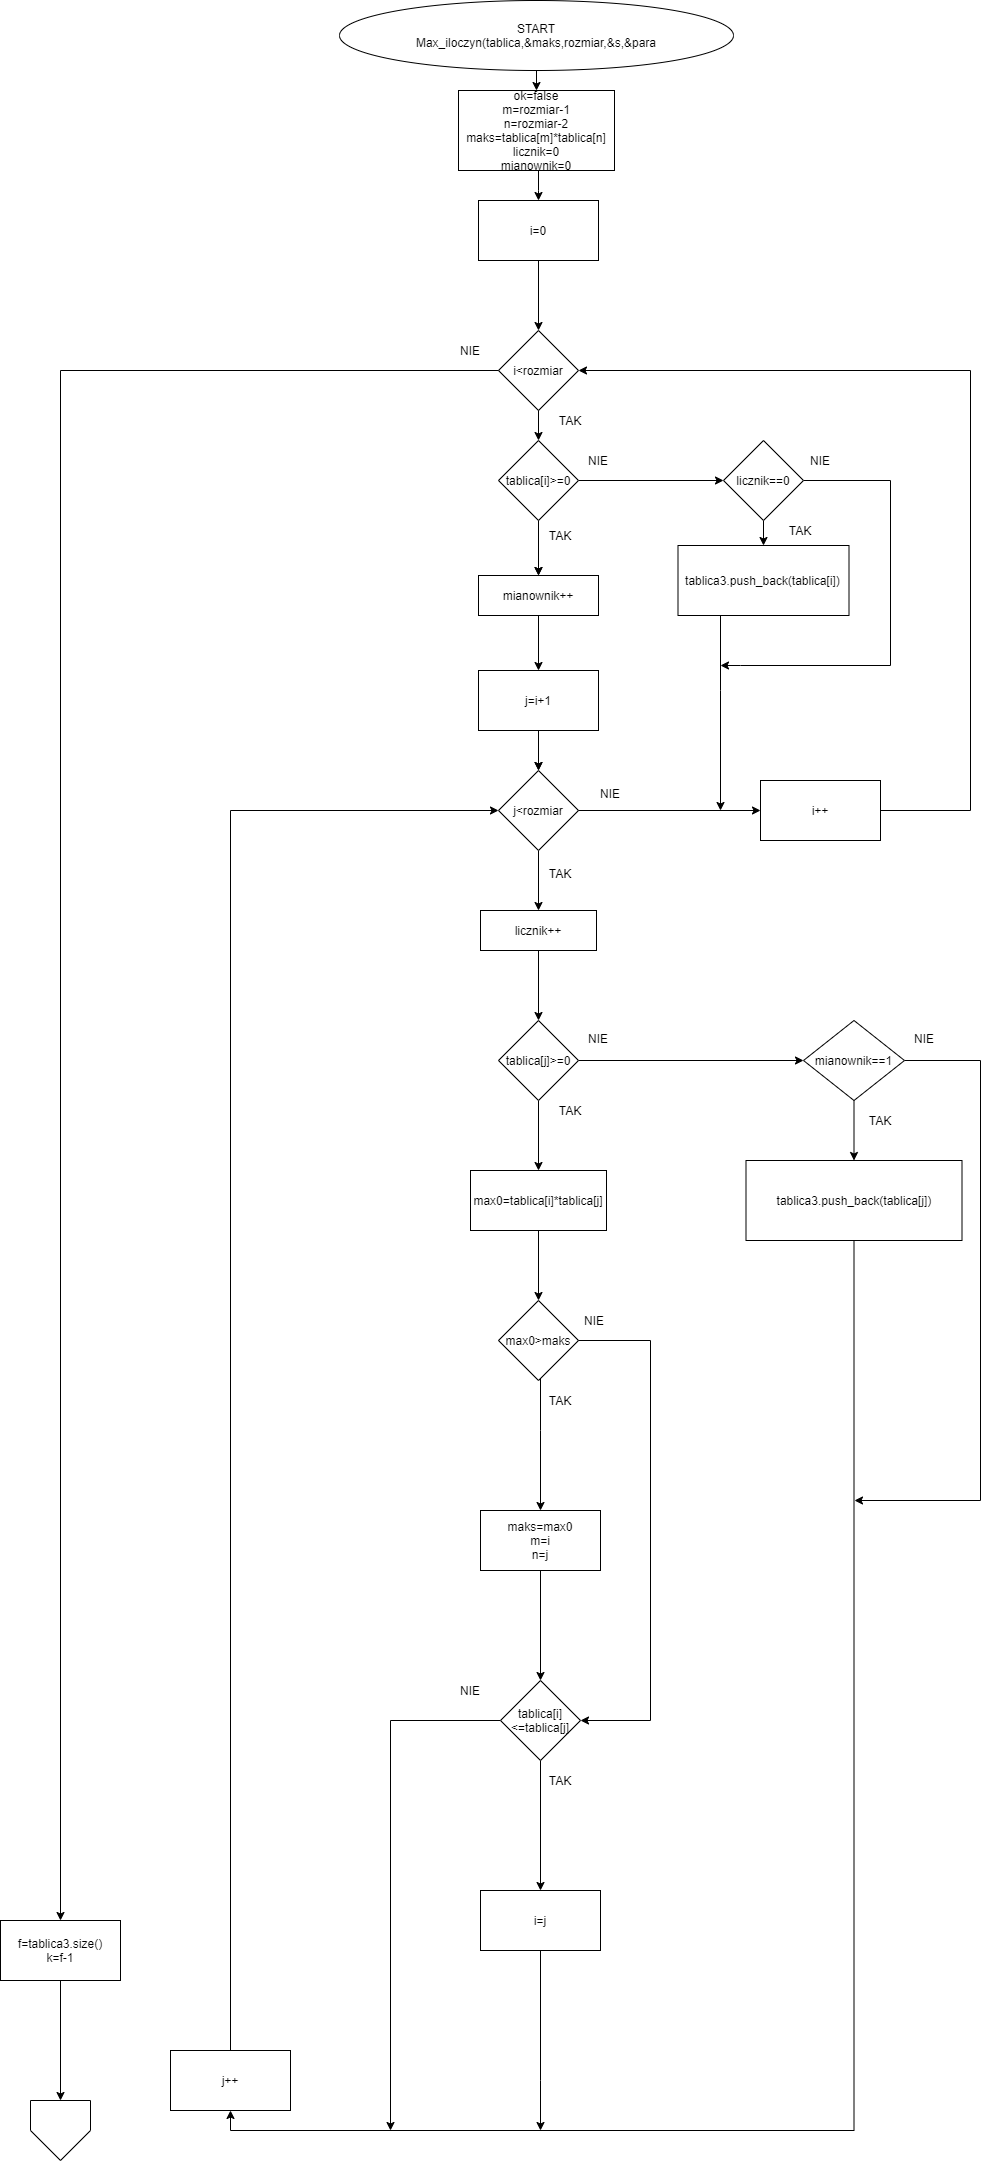 START
Max_iloczyn(tablica,&maks,rozmiar,&s,&para
ok=false
m=rozmiar-1
n=rozmiar-2
maks=tablica[m]*tablica[n]
licznik=0
mianownik=0
i=0
NIE
i<rozmiar
TAK
tablica[i]>=0
NIE
licznik==0
NIE
TAK
TAK
tablica3.push_back(tablica[i])
mianownik++
j=i+1
j<rozmiar
NIE
i++
TAK
licznik++
tablica[j]>=0
NIE
mianownik==1
NIE
TAK
TAK
max0=tablica[i]*tablica[j]
tablica3.push_back(tablica[j])
max0>maks
NIE
TAK
maks=max0
m=i
n=j
NIE
tablica[i]
<=tablica[j]
TAK
i=j
f=tablica3.size()
k=f-1
j++